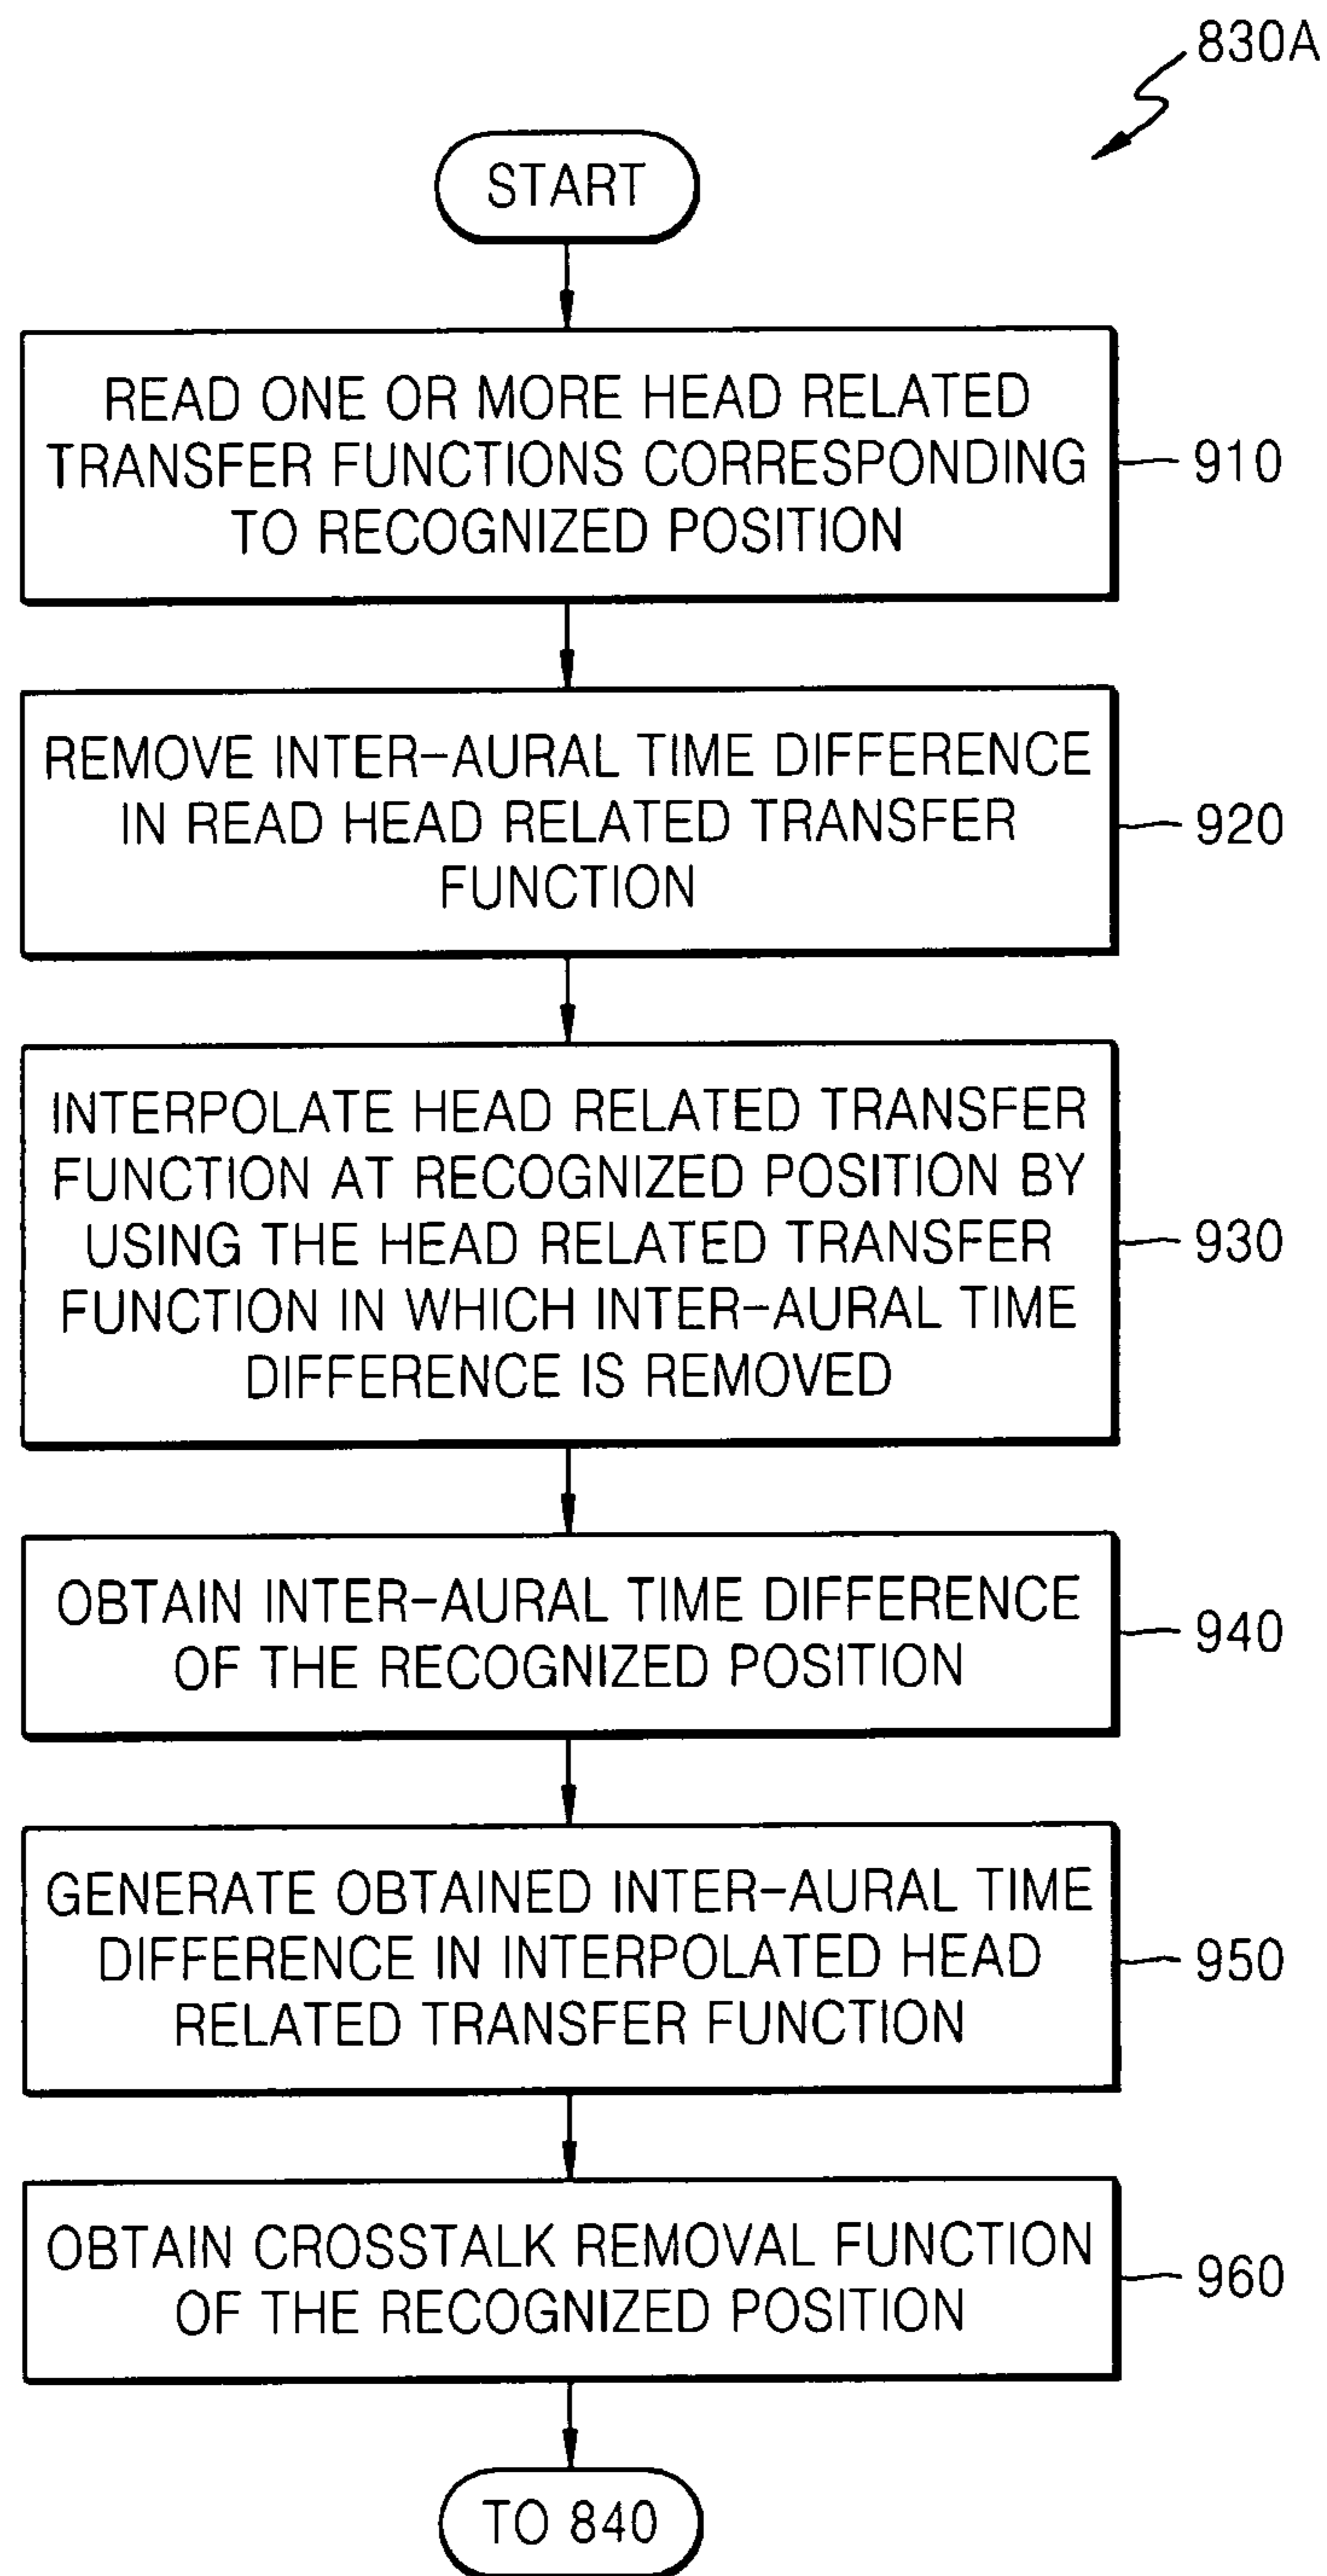 830A
START
READ ONE OR MORE HEAD RELATED
TRANSFER FUNCTIONS CORRESPONDING
TO RECOGNIZED POSITION
910
REMOVE INTER-AURAL TIME DIFFERENCE
IN READ HEAD RELATED TRANSFER
FUNCTION
920
INTERPOLATE HEAD RELATED TRANSFER
FUNCTION AT RECOGNIZED POSITION BY
USING THE HEAD RELATED TRANSFER
FUNCTION IN WHICH INTER-AURAL TIME
DIFFERENCE IS REMOVED
930
OBTAIN INTER-AURAL TIME DIFFERENCE
OF THE RECOGNIZED POSITION
940
GENERATE OBTAINED INTER-AURAL TIME
DIFFERENCE IN INTERPOLATED HEAD
RELATED TRANSFER FUNCTION
950
OBTAIN CROSSTALK REMOVAL FUNCTION
OF THE RECOGNIZED POSITION
960
TO 840